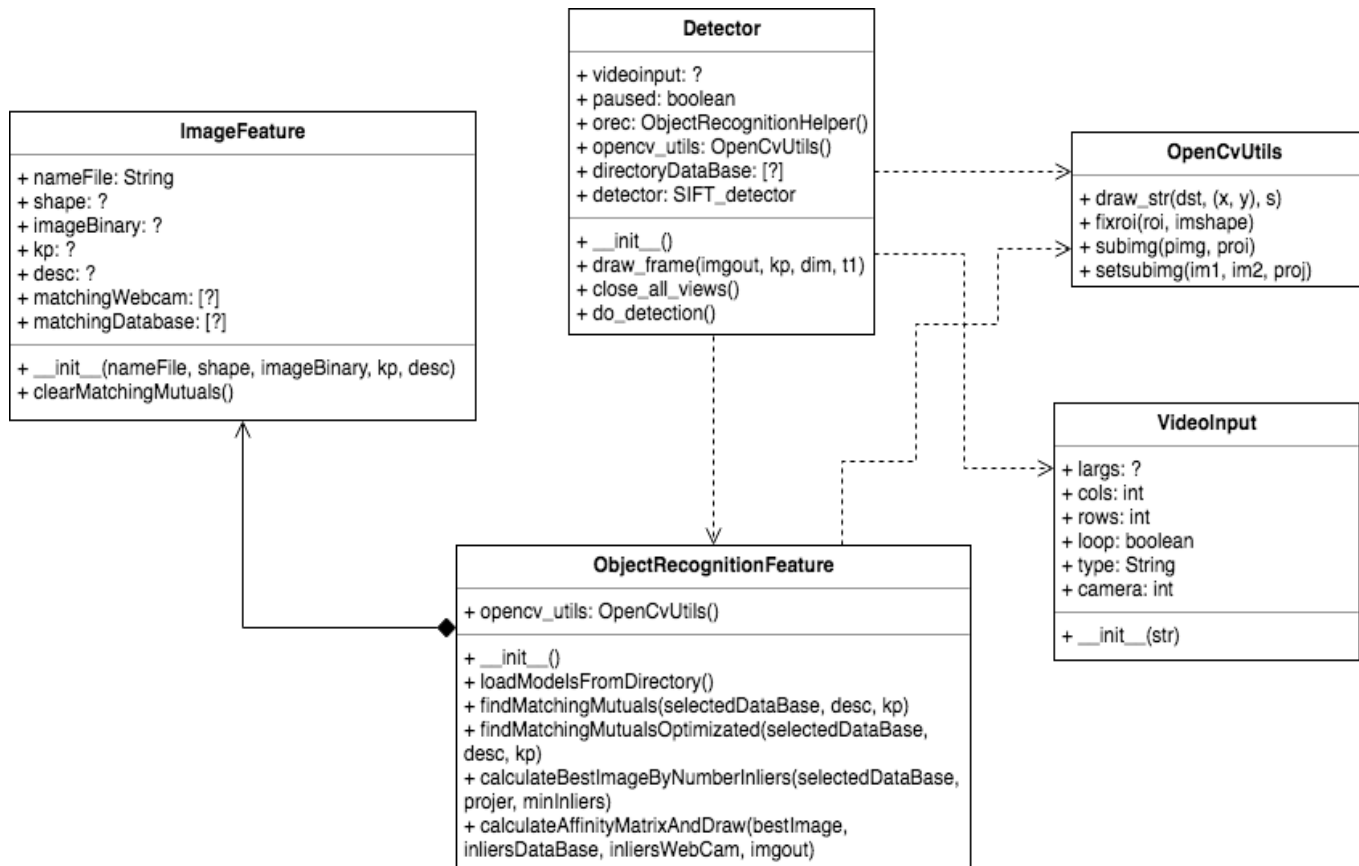 Detector
+ videoinput: ?
+ paused: boolean
+ orec: ObjectRecognitionHelper()
+ opencv_utils: OpenCvUtils()
+ directoryDataBase: [?]
+ detector: SIFT_detector
+ __init__()
+ draw_frame(imgout, kp, dim, t1)
+ close_all_views()
+ do_detection()
ImageFeature
+ nameFile: String
+ shape: ?
+ imageBinary: ?
+ kp: ?
+ desc: ?
+ matchingWebcam: [?]
+ matchingDatabase: [?]
+ __init__(nameFile, shape, imageBinary, kp, desc)
+ clearMatchingMutuals()
OpenCvUtils
+ draw_str(dst, (x, y), s)
+ fixroi(roi, imshape)
+ subimg(pimg, proi)
+ setsubimg(im1, im2, proj)
VideoInput
+ largs: ?
+ cols: int
+ rows: int
+ loop: boolean
+ type: String
+ camera: int
+ __init__(str)
ObjectRecognitionFeature
+ opencv_utils: OpenCvUtils()
+ __init__()
+ loadModelsFromDirectory()
+ findMatchingMutuals(selectedDataBase, desc, kp)
+ findMatchingMutualsOptimizated(selectedDataBase,
desc, kp)
+ calculateBestImageByNumberInliers(selectedDataBase,
projer, minInliers)
+ calculateAffinityMatrixAndDraw(bestImage,
inliersDataBase, inliersWebCam, imgout)